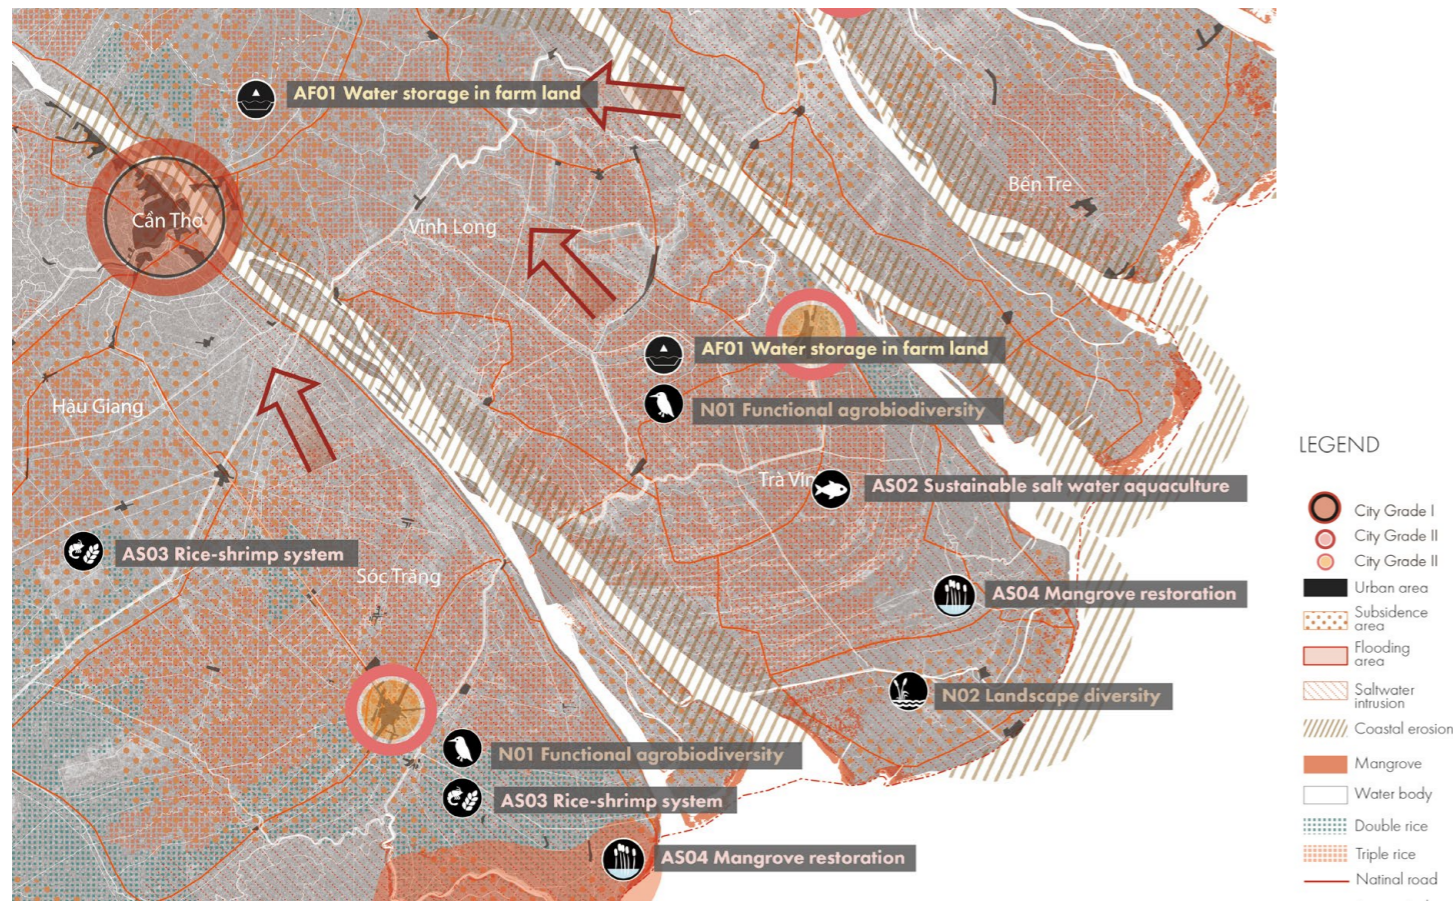 AF01 Water storage in farm land
Bến Tre
Cần Thơ
Vĩnh Long
AF01 Water storage in farm land
N01 Functional agrobiodiversity
Hậu Giang
Trà Vin
AS02 Sustainable salt water aquaculture
AS03 Rice-shrimp system
Sóc Trăng
AS04 Mangrove restoration
N02 Landscape diversity
N01 Functional agrobiodiversity
AS03 Rice-shrimp system
AS04 Mangrove restoration
LEGEND
City Grade I
City Grade II
City Grade II
Urban area
Subsidence
area
Flooding
area
Saltwater
intrusion
Coastal erosion
Mangrove
Water body
Double rice
Triple rice
Natinal road